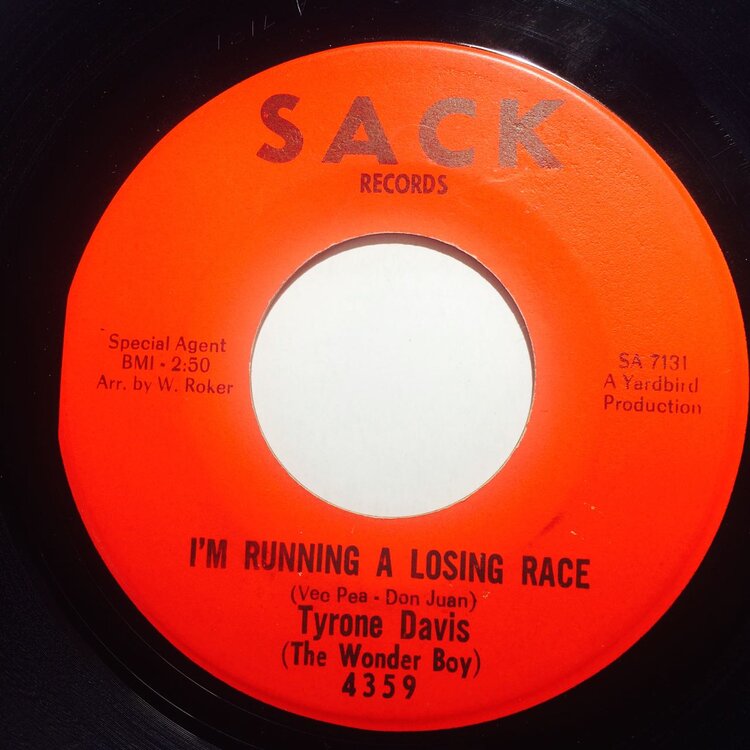 SACK
RECORDS
Special Agent
BMI - 2:50
Arr. by W. Roker
SA 7131
A Yardbird
Production
I'M RUNNING A LOSING RACE
(Vee Pea - Don Juan)
Tyrone Davis
(The Wonder Boy)
4359